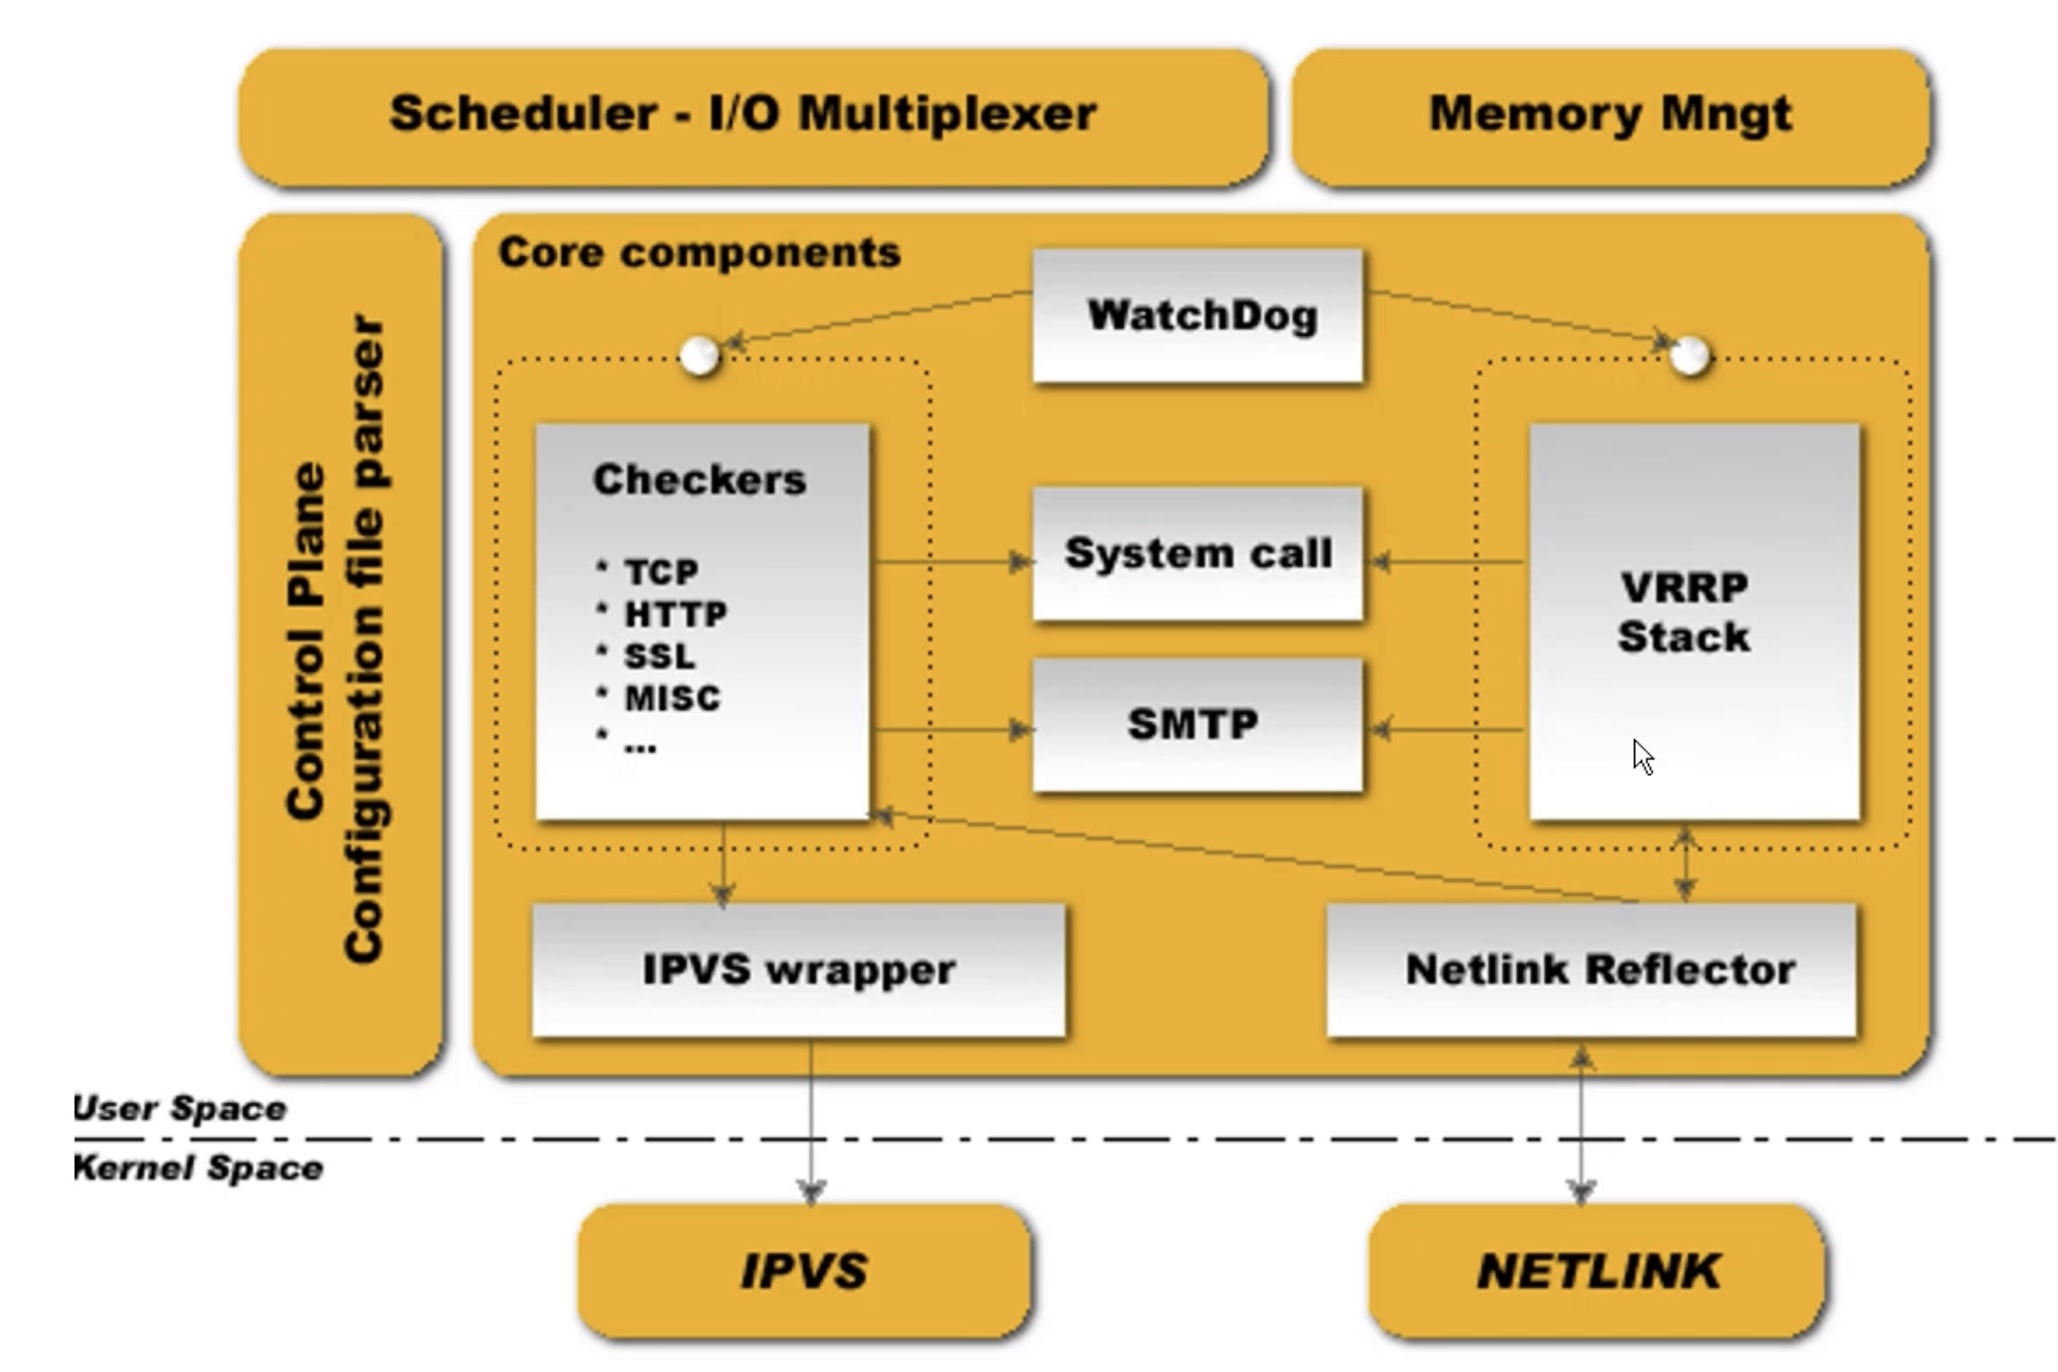 Scheduler - I/O Multiplexer
Memory Mngt
Control Plane
Configuration file parser
Core components
WatchDog
Checkers
* TCP
* HTTP
* SSL
* MISC
* ...
System call
SMTP
VRRP
Stack
IPVS wrapper
Netlink Reflector
User Space
Kernel Space
IPVS
NETLINK